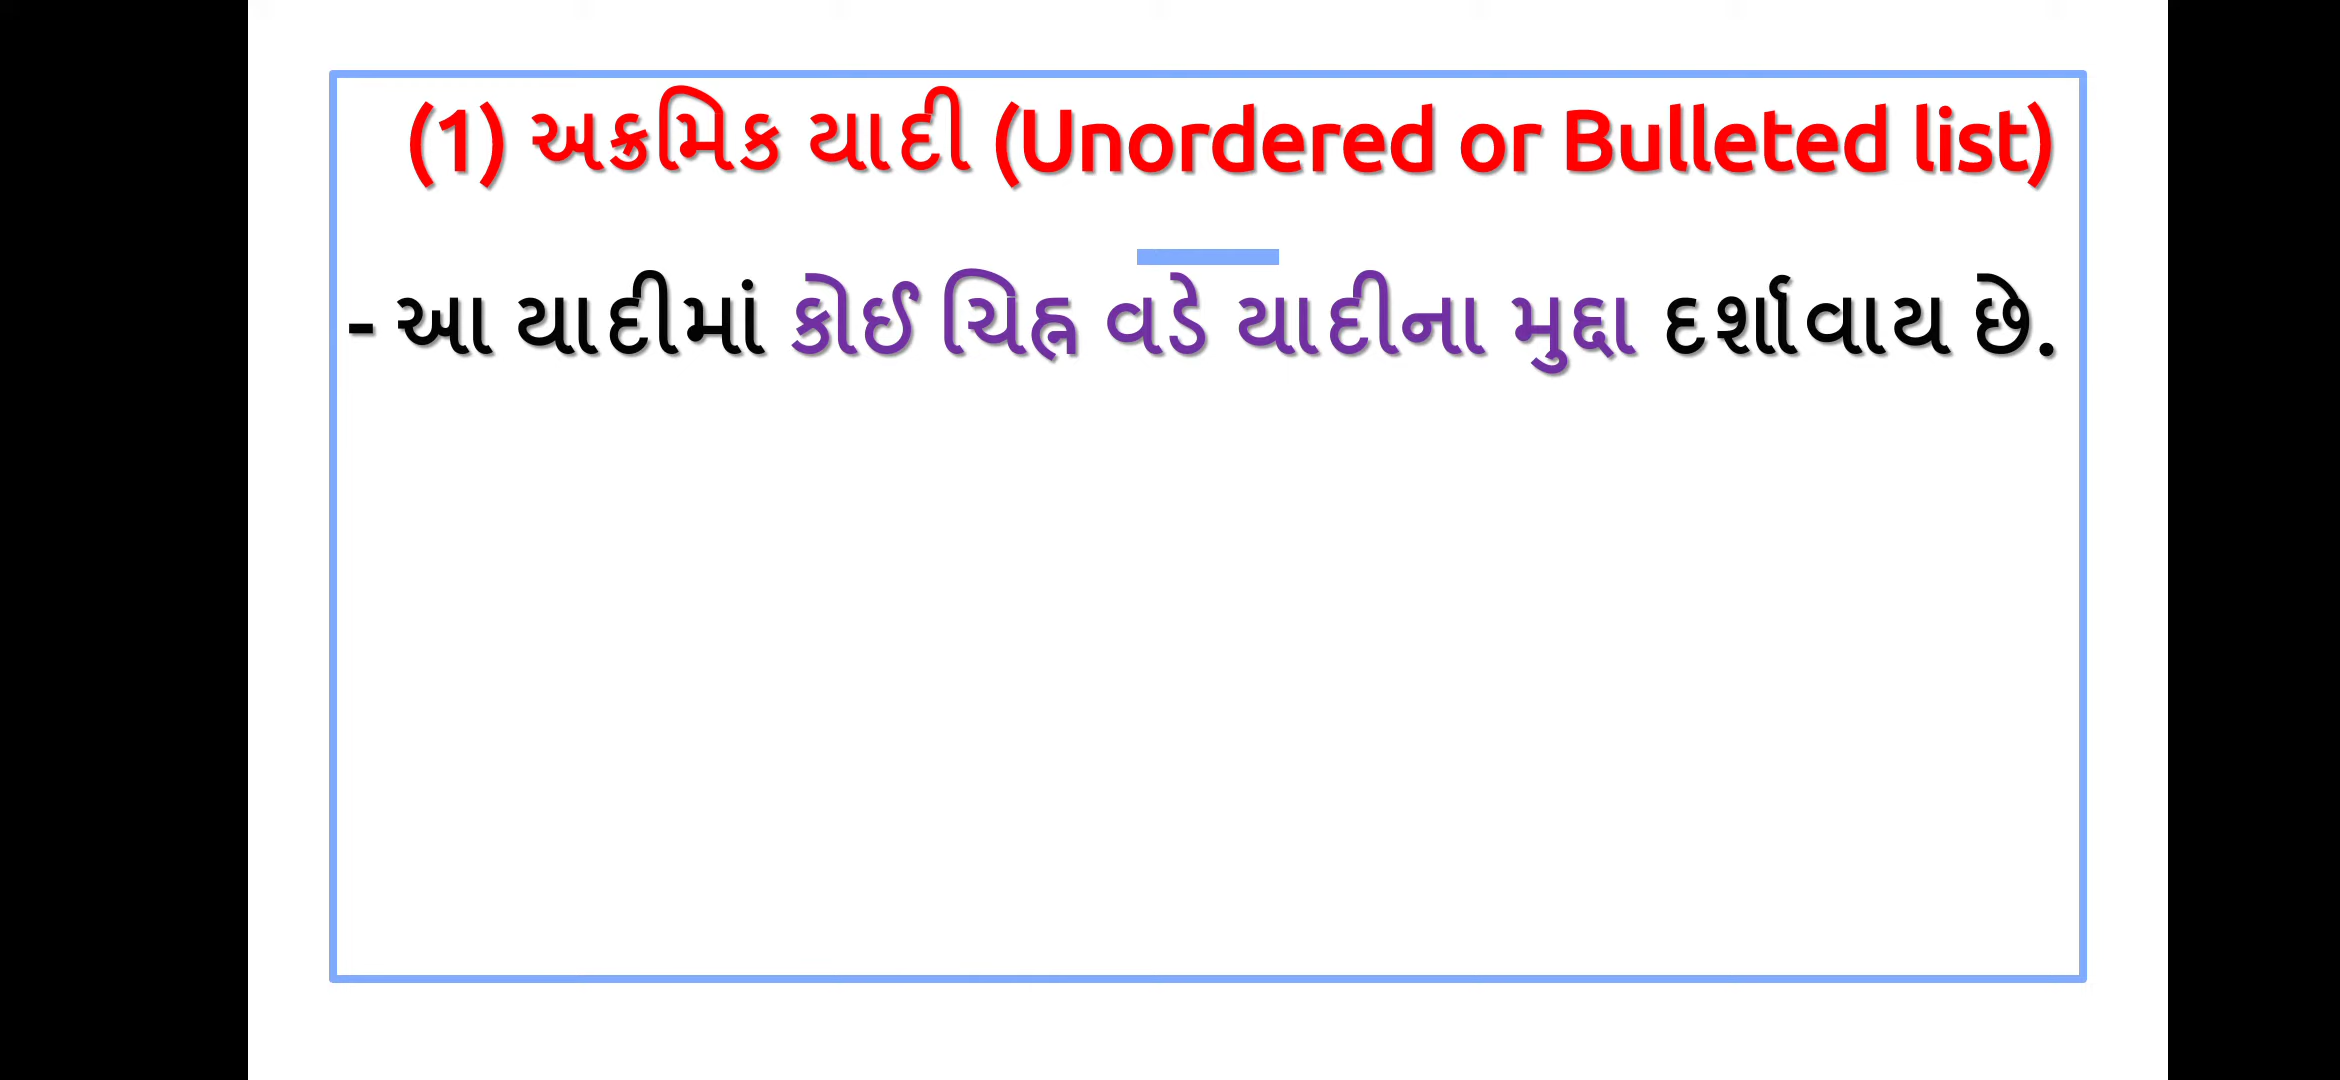 (1) અક્રમિક યાદી (Unordered or Bulleted list)
- આ યાદીમાં કોઈ ચિહ્ન વડે યાદીના મુદ્દા દર્શાવાય છે.